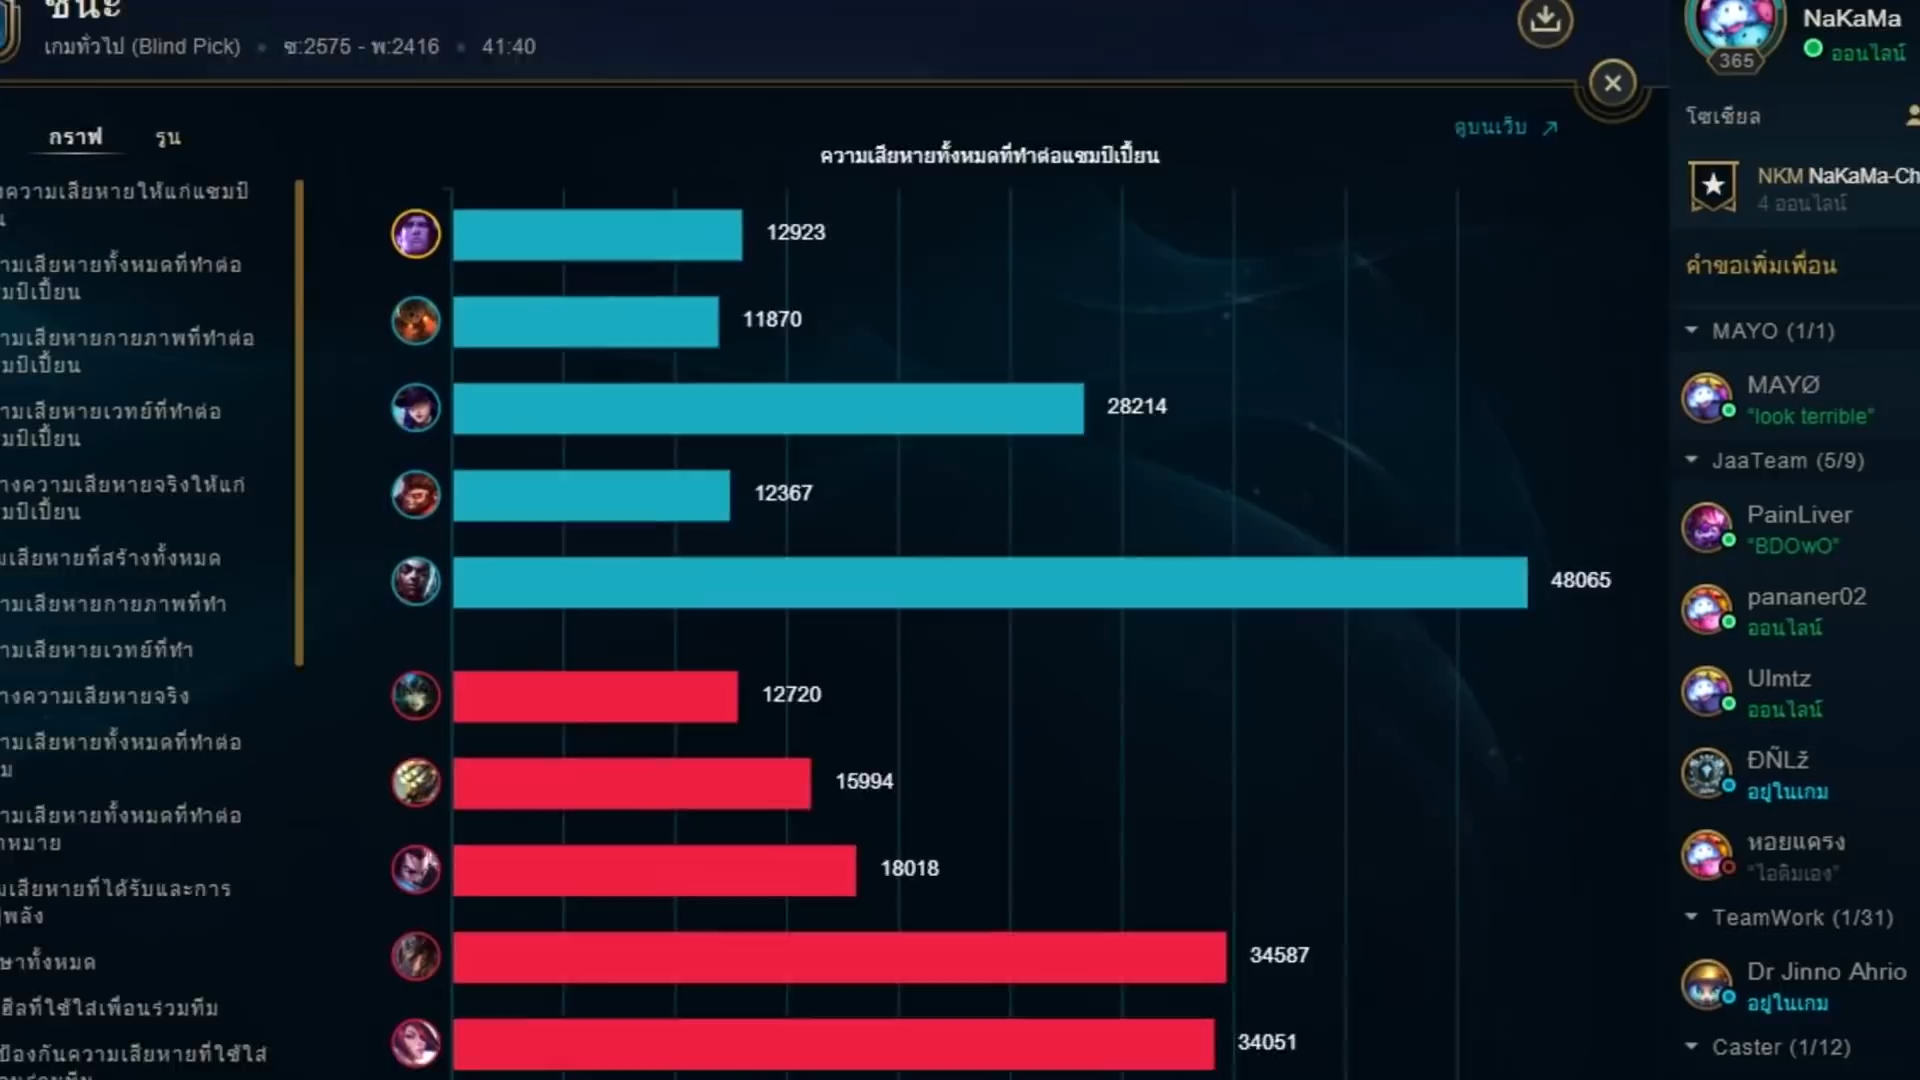 ชนะ
เกมทั่วไป (Blind Pick) • ช:2575 - พ:2416 • 41:40
กราฟ รูน
ดูบนเว็บ
ความเสียหายทั้งหมดที่ทำต่อแชมป์เปี้ยน
ความเสียหายให้แก่แชมป์
น
ามเสียหายทั้งหมดที่ทำต่อ
มป์เปี้ยน
ามเสียหายกายภาพที่ทำต่อ
มป์เปี้ยน
ามเสียหายเวทย์ที่ทำต่อ
มป์เปี้ยน
างความเสียหายจริงให้แก่
มป์เปี้ยน
มเสียหายที่สร้างทั้งหมด
ามเสียหายกายภาพที่ทำ
ามเสียหายเวทย์ที่ทำ
างความเสียหายจริง
ามเสียหายทั้งหมดที่ทำต่อ
ม
ามเสียหายทั้งหมดที่ทำต่อ
าหมาย
มเสียหายที่ได้รับและการ
พลัง
ษาทั้งหมด
ฮีลที่ใช้ใส่เพื่อนร่วมทีม
ป้องกันความเสียหายที่ใช้ใส่
12923
11870
28214
12367
48065
12720
15994
18018
34587
34051
365
NaKaMa
ออนไลน์
โซเชียล
NKM NaKaMa-Ch
4 ออนไลน์
คำขอเพิ่มเพื่อน
MAYO (1/1)
MAYØ
"look terrible"
JaaTeam (5/9)
PainLiver
"BDOwO"
pananer02
ออนไลน์
Ulmtz
ออนไลน์
ĐÑLž
อยู่ในเกม
หอยแครง
"ไอติมเอง"
TeamWork (1/31)
Dr Jinno Ahrio
อยู่ในเกม
Caster (1/12)